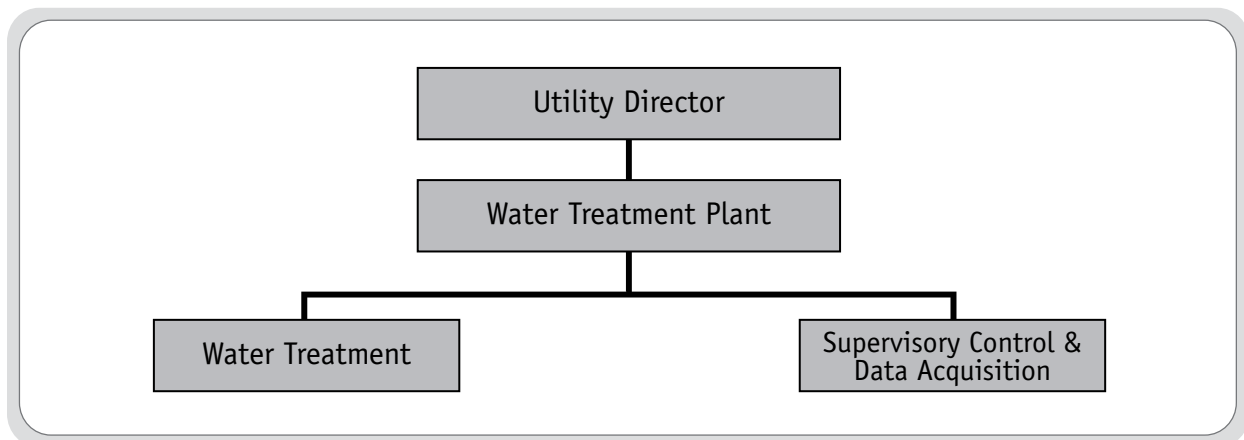 Utility Director
Water Treatment Plant
Water Treatment
Supervisory Control &
Data Acquisition